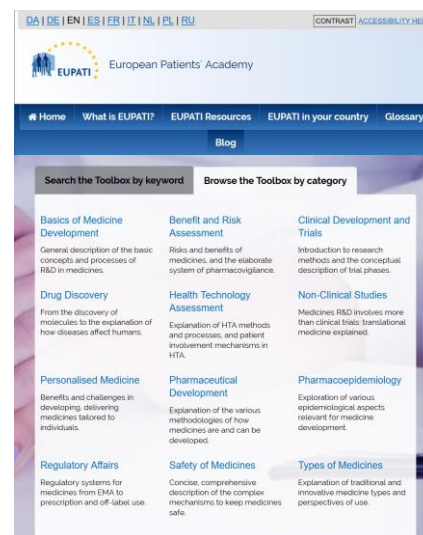 DA | DE | EN | ES | FR | IT | NL | PL | RU
CONTRAST ACCESSIBILITY HE
EUPATI
European Patients' Academy
Home What is EUPATI? EUPATI Resources EUPATI in your country Glossary
Blog
Search the Toolbox by keyword Browse the Toolbox by category
Basics of Medicine
Development
General description of the basic
concepts and processes of
R&D in medicines.
Benefit and Risk
Assessment
Risks and benefits of
medicines, and the elaborate
system of pharmacovigilance.
Clinical Development and
Trials
Introduction to research
methods and the conceptual
description of trial phases.
Drug Discovery
From the discovery of
molecules to the explanation of
how diseases affect humans.
Health Technology
Assessment
Explanation of HTA methods
and processes, and patient
involvement mechanisms in
HTA.
Non-Clinical Studies
Medicines R&D involves more
than clinical trials: translational
medicine explained.
Personalised Medicine
Benefits and challenges in
developing, delivering
medicines tailored to
individuals.
Pharmaceutical
Development
Explanation of the various
methodologies of how
medicines are and can be
developed.
Pharmacoepidemiology
Exploration of various
epidemiological aspects
relevant for medicine
development.
Regulatory Affairs
Regulatory systems for
medicines from EMA to
prescription and off-label use.
Safety of Medicines
Concise, comprehensive
description of the complex
mechanisms to keep medicines
safe.
Types of Medicines
Explanation of traditional and
innovative medicine types and
perspectives of use.